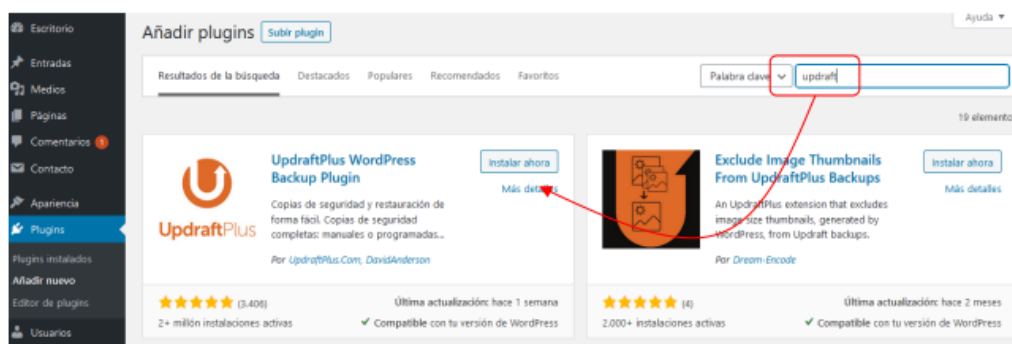 Ayuda
Escritorio
Añadir plugins
Subir plugin
Entradas
Medios
Páginas
Comentarios 1
Contacto
Apariencia
Plugins
Plugins instalados
Añadir nuevo
Editor de plugins
Usuarios
Resultados de la búsqueda Destacados Populares Recomendados Favoritos
Palabra clave updraft
19 elemento
UpdraftPlus
UpdraftPlus WordPress
Backup Plugin
Instalar ahora
Más detalles
Copias de seguridad y restauración de
forma fácil. Copias de seguridad
completas: manuales o programadas...
Por UpdraftPlus.Com, DavidAnderson
(3.406)
2+ millón instalaciones activas
Última actualización: hace 1 semana
Compatible con tu versión de WordPress
Exclude Image Thumbnails
From UpdraftPlus Backups
Instalar ahora
Más detalles
An UpdraftPlus extension that excludes
image size thumbnails, generated by
WordPress, from Updraft backups.
Por Dream-Encode
(4)
2.000+ instalaciones activas
Última actualización: hace 2 meses
Compatible con tu versión de WordPress